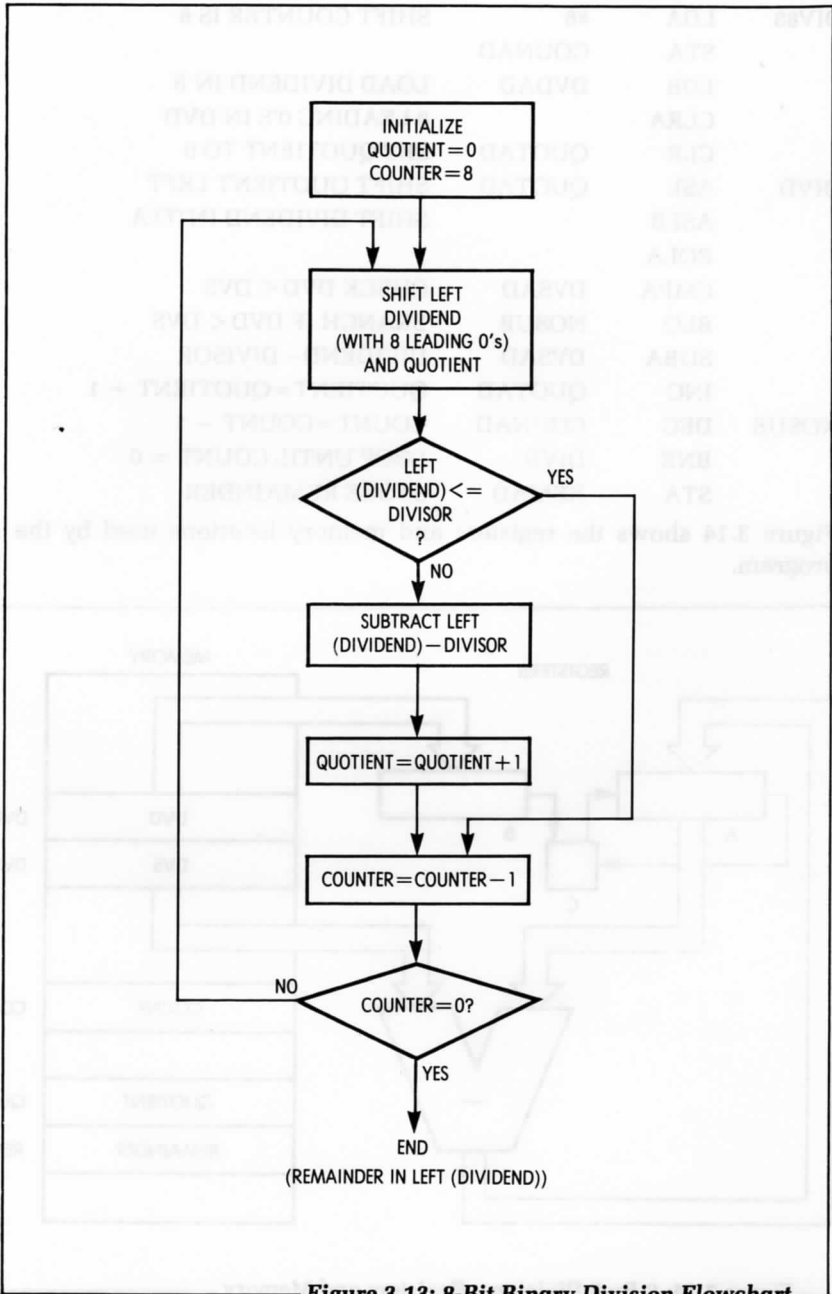 INITIALIZE
QUOTIENT=0
COUNTER=8
SHIFT LEFT
DIVIDEND
(WITH 8 LEADING 0's)
AND QUOTIENT
LEFT
(DIVIDEND)<=
DIVISOR
?
YES
NO
SUBTRACT LEFT
(DIVIDEND)−DIVISOR
QUOTIENT=QUOTIENT+1
COUNTER=COUNTER−1
NO
COUNTER=0?
YES
END
(REMAINDER IN LEFT (DIVIDEND))
Figure 3.13: 8-Bit Binary Division Flowchart